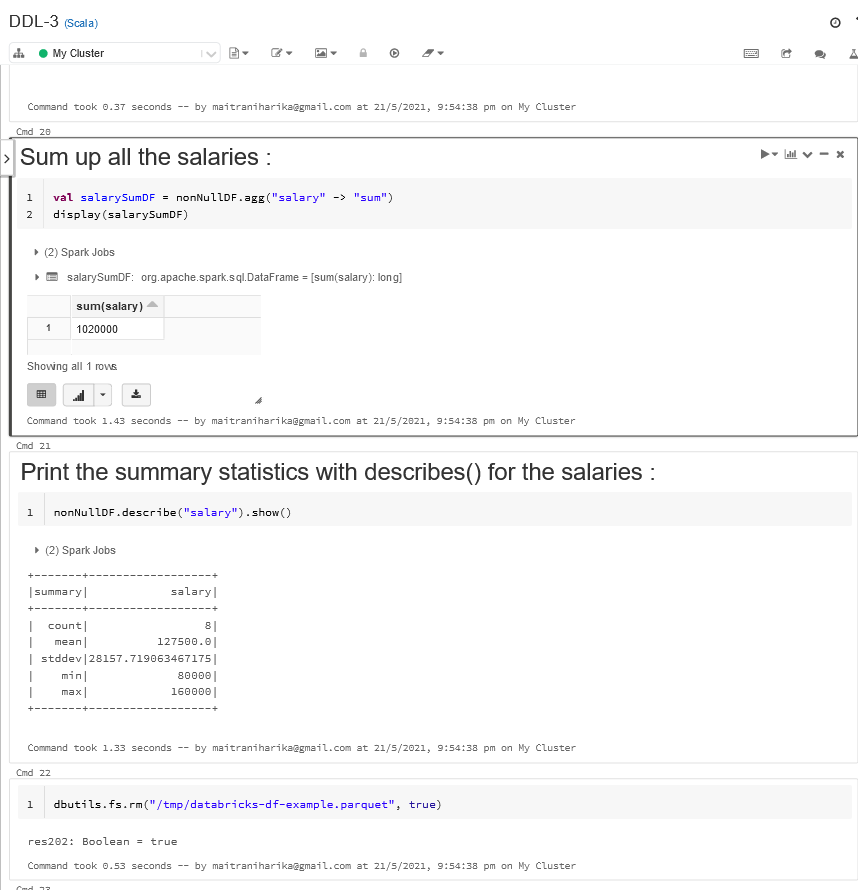 DDL-3 (Scala)
My Cluster
Command took 0.37 seconds -- by maitraniharika@gmail.com at 21/5/2021, 9:54:38 pm on My Cluster
Cmd 20
Sum up all the salaries :
1 val salarySumDF = nonNullDF.agg("salary" -> "sum")
2 display(salarySumDF)
(2) Spark Jobs
salarySumDF: org.apache.spark.sql.DataFrame = [sum(salary): long]
sum(salary)
1 1020000
Showing all 1 rows.
Command took 1.43 seconds -- by maitraniharika@gmail.com at 21/5/2021, 9:54:38 pm on My Cluster
Cmd 21
Print the summary statistics with describes() for the salaries :
1 nonNullDF.describe("salary").show()
(2) Spark Jobs
+-------+------------------+
|summary|            salary|
+-------+------------------+
|  count|                 8|
|   mean|          127500.0|
| stddev|28157.719063467175|
|    min|             80000|
|    max|            160000|
+-------+------------------+
Command took 1.33 seconds -- by maitraniharika@gmail.com at 21/5/2021, 9:54:38 pm on My Cluster
Cmd 22
1 dbutils.fs.rm("/tmp/databricks-df-example.parquet", true)
res202: Boolean = true
Command took 0.53 seconds -- by maitraniharika@gmail.com at 21/5/2021, 9:54:38 pm on My Cluster
Cmd 23